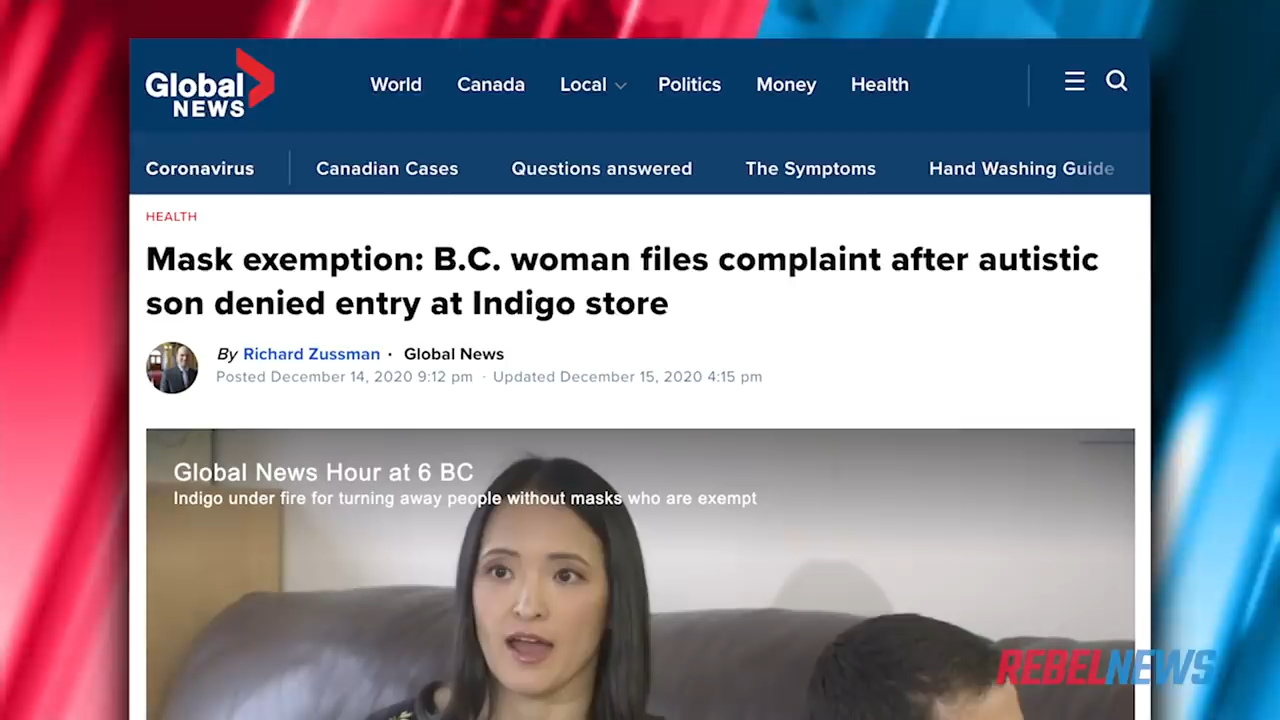 Global
NEWS
World Canada Local Politics Money Health
Coronavirus Canadian Cases Questions answered The Symptoms Hand Washing Guide
HEALTH
Mask exemption: B.C. woman files complaint after autistic
son denied entry at Indigo store
By Richard Zussman · Global News
Posted December 14, 2020 9:12 pm · Updated December 15, 2020 4:15 pm
Global News Hour at 6 BC
Indigo under fire for turning away people without masks who are exempt
REBELNEWS